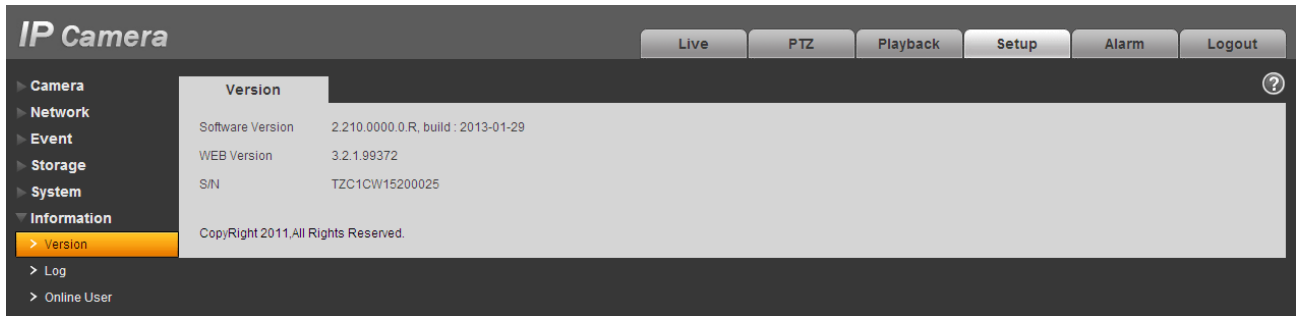 IP Camera
Live PTZ Playback Setup Alarm Logout
Camera
Network
Event
Storage
System
Information
> Version
> Log
> Online User
Version
?
Software Version 2.210.0000.0.R, build : 2013-01-29
WEB Version 3.2.1.99372
S/N TZC1CW15200025
CopyRight 2011,All Rights Reserved.